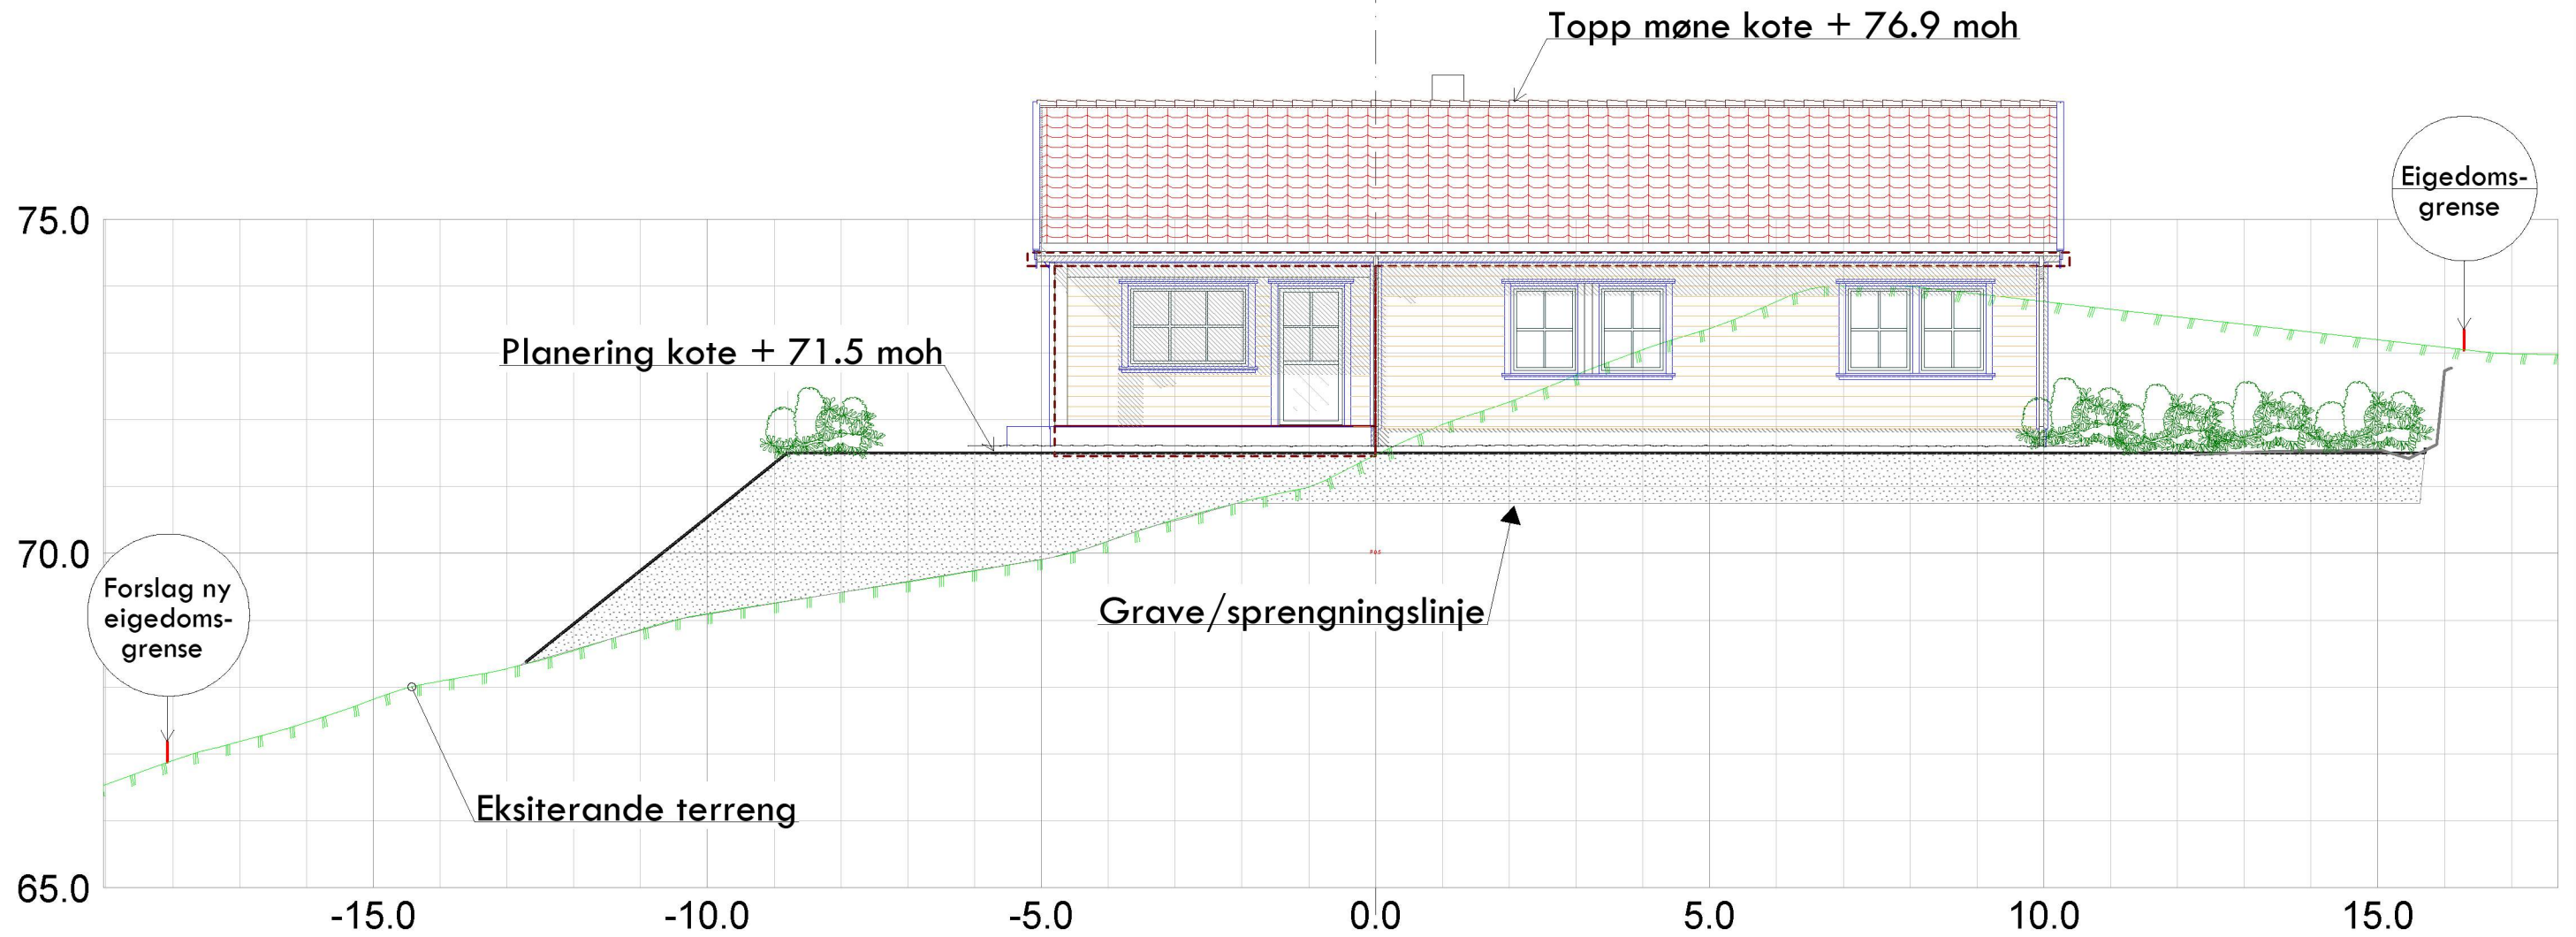 Topp møne kote + 76.9 moh
Eigedoms-
grense
75.0
Planering kote + 71.5 moh
70.0
Forslag ny
eigedoms-
grense
Grave/sprengningslinje
Eksiterande terreng
65.0
-15.0 -10.0 -5.0 0.0 5.0 10.0 15.0